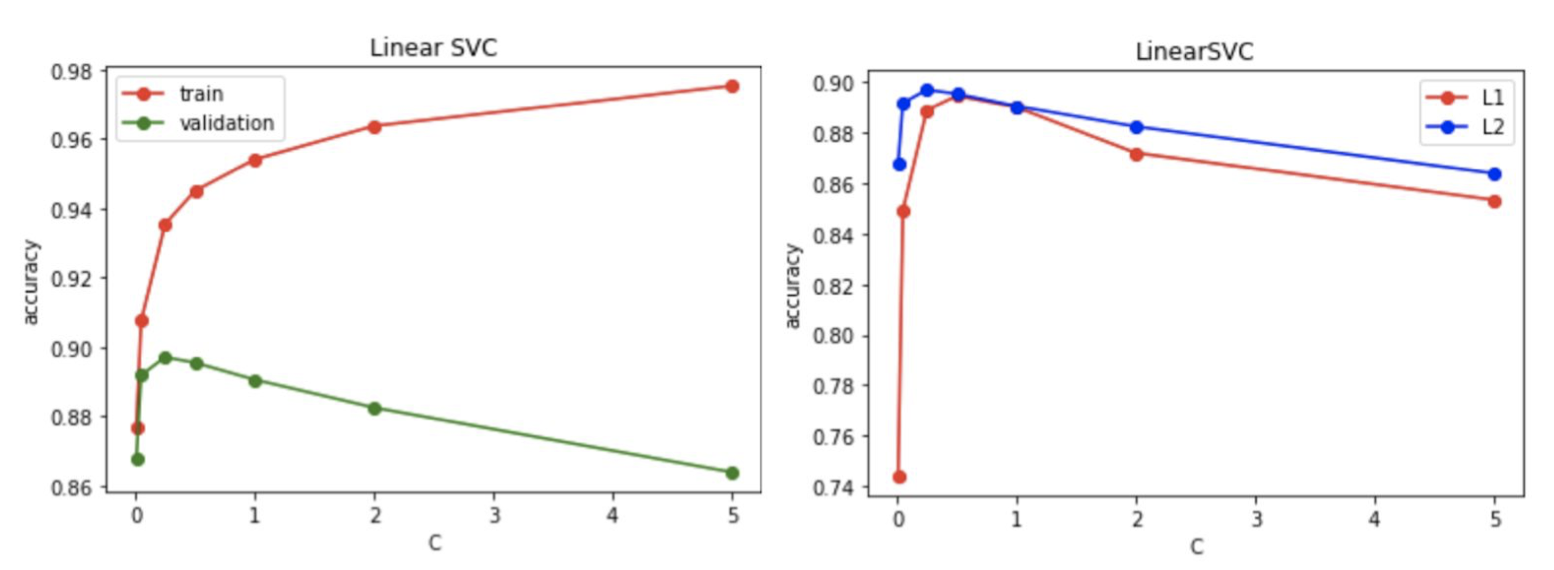 Linear SVC
0.98
0.96
0.94
0.92
0.90
0.88
0.86
accuracy
train
validation
0 1 2 3 4 5
C
LinearSVC
0.90
0.88
0.86
0.84
0.82
0.80
0.78
0.76
0.74
accuracy
L1
L2
0 1 2 3 4 5
C